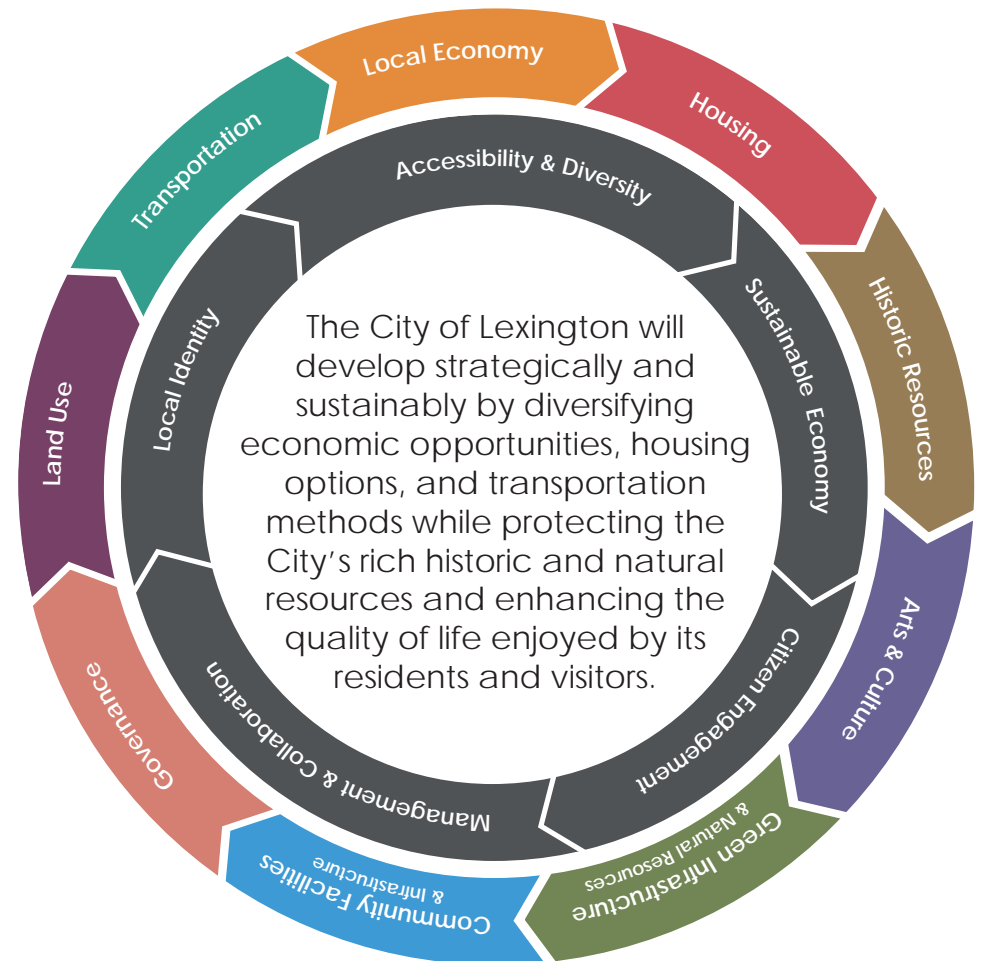 Local Economy
Housing
Historic Resources
Arts & Culture
Green Infrastructure
& Natural Resources
Community Facilities
& Infrastructure
Governance
Land Use
Transportation
Accessibility & Diversity
Sustainable Economy
Citizen Engagement
Management & Collaboration
Local Identity
The City of Lexington will
develop strategically and
sustainably by diversifying
economic opportunities, housing
options, and transportation
methods while protecting the
City’s rich historic and natural
resources and enhancing the
quality of life enjoyed by its
residents and visitors.